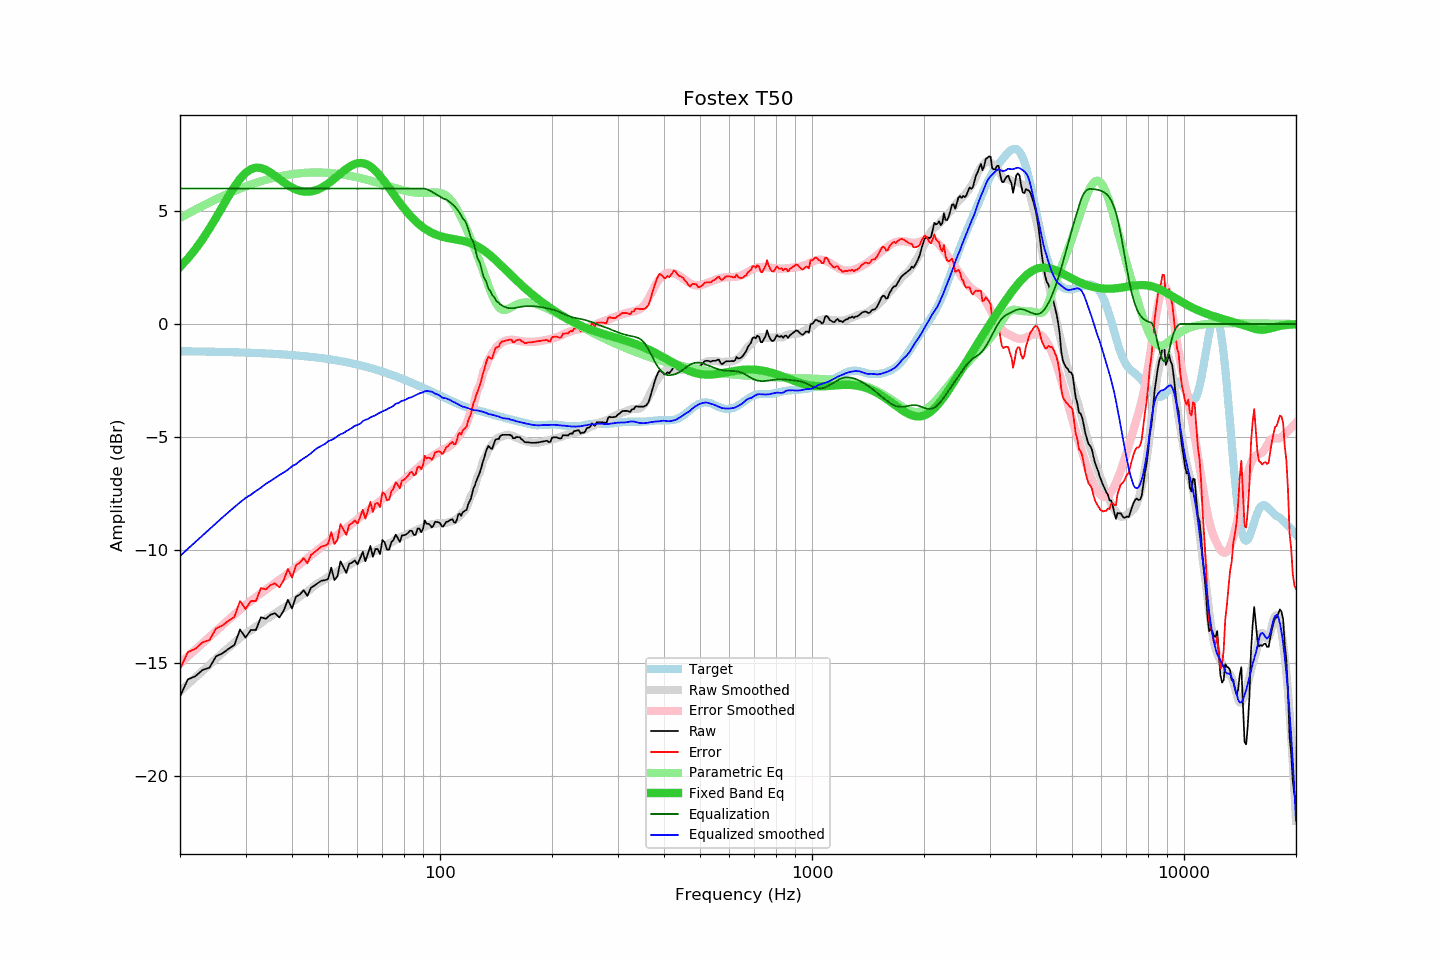 Fostex T50
Amplitude (dBr)
5
0
−5
−10
−15
−20
Target
Raw Smoothed
Error Smoothed
Raw
Error
Parametric Eq
Fixed Band Eq
Equalization
Equalized smoothed
100
1000
10000
Frequency (Hz)